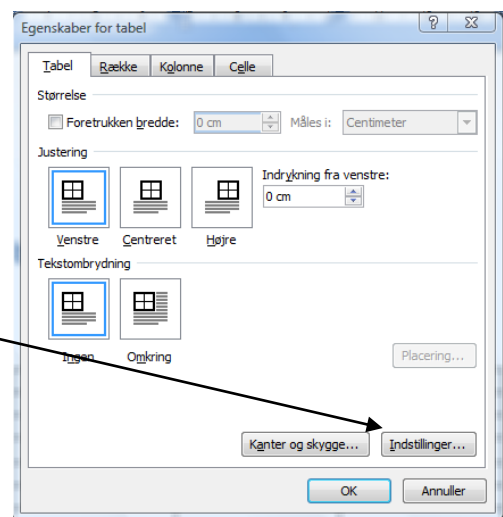 Egenskaber for tabel
Tabel Række Kolonne Celle
Størrelse
Foretrukken bredde: 0 cm Måles i: Centimeter
Justering
Indrykning fra venstre:
0 cm
Venstre Centreret Højre
Tekstombrydning
Ingen Omkring Placering...
Kanter og skygge... Indstillinger...
OK Annuller